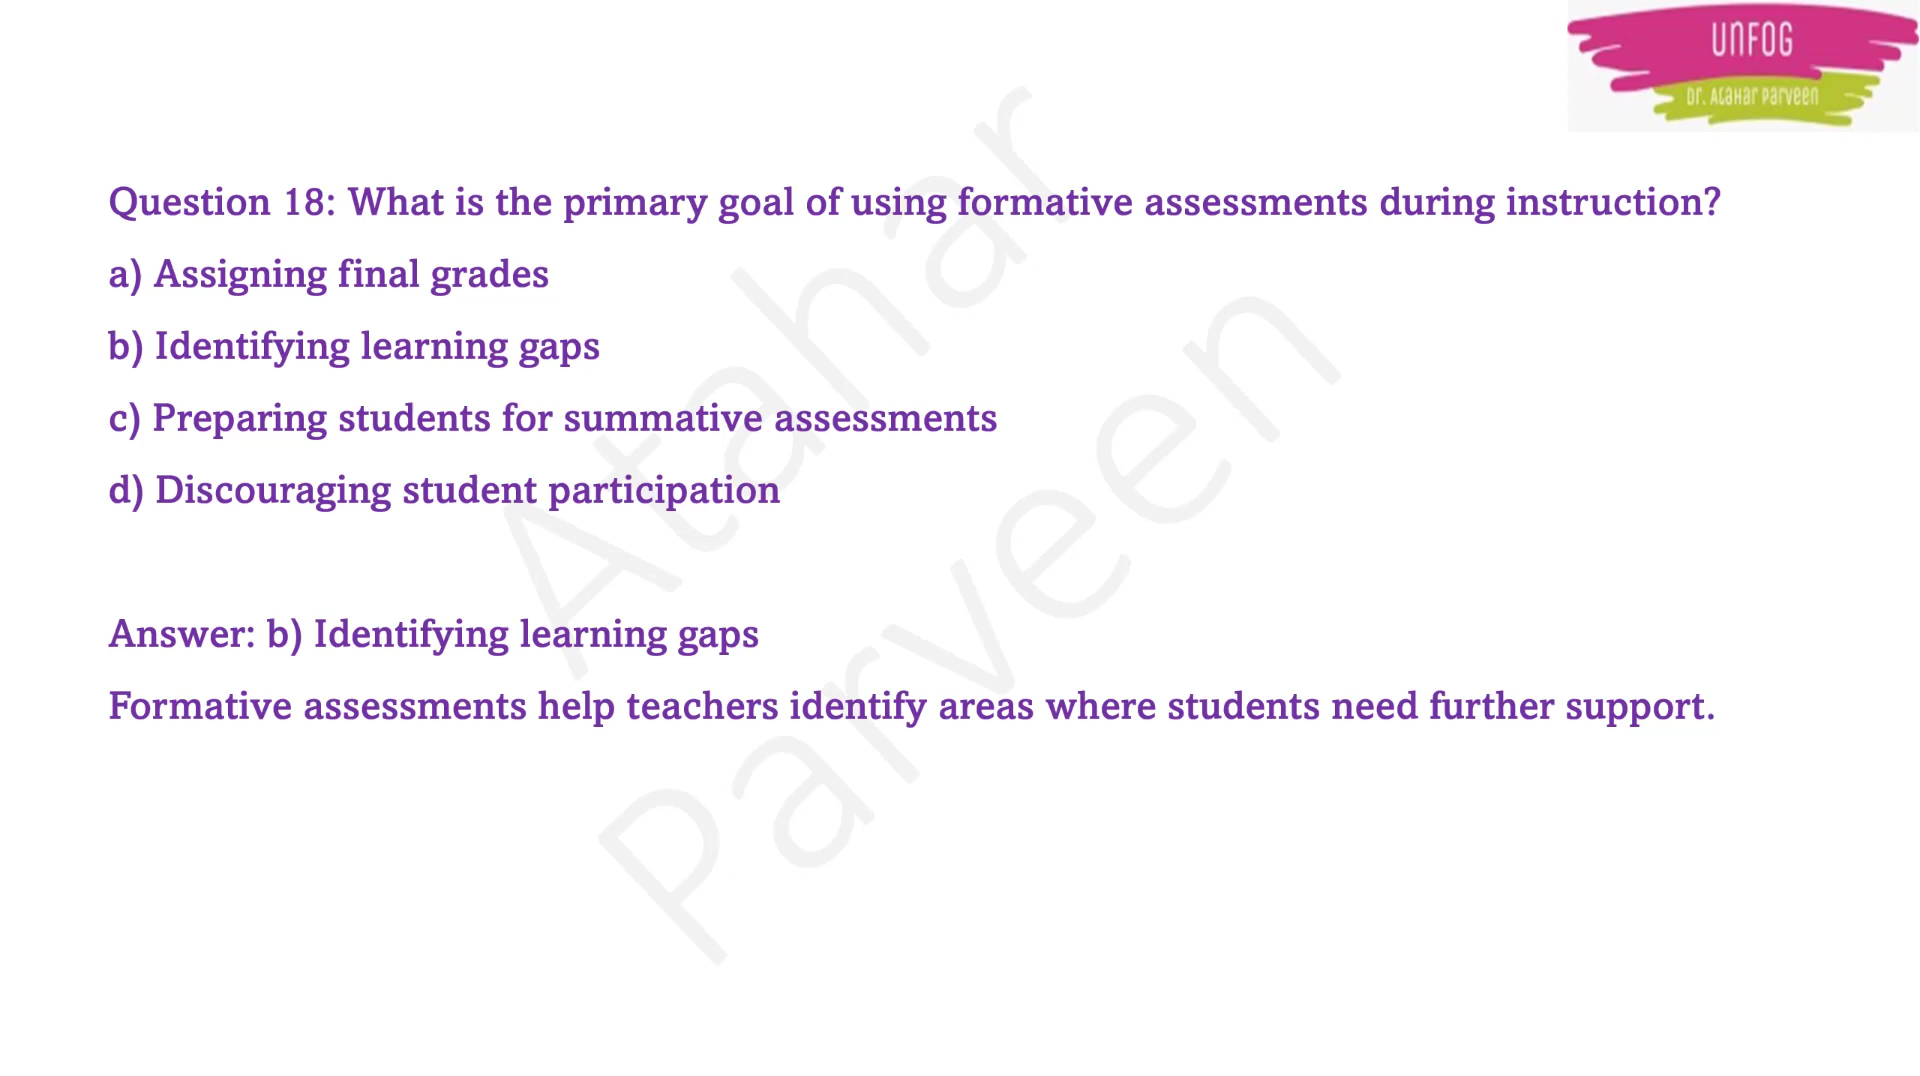 UNFOG
Dr. Atahar Parveen
Question 18: What is the primary goal of using formative assessments during instruction?
a) Assigning final grades
b) Identifying learning gaps
c) Preparing students for summative assessments
d) Discouraging student participation
Answer: b) Identifying learning gaps
Formative assessments help teachers identify areas where students need further support.
Atahar
Parveen